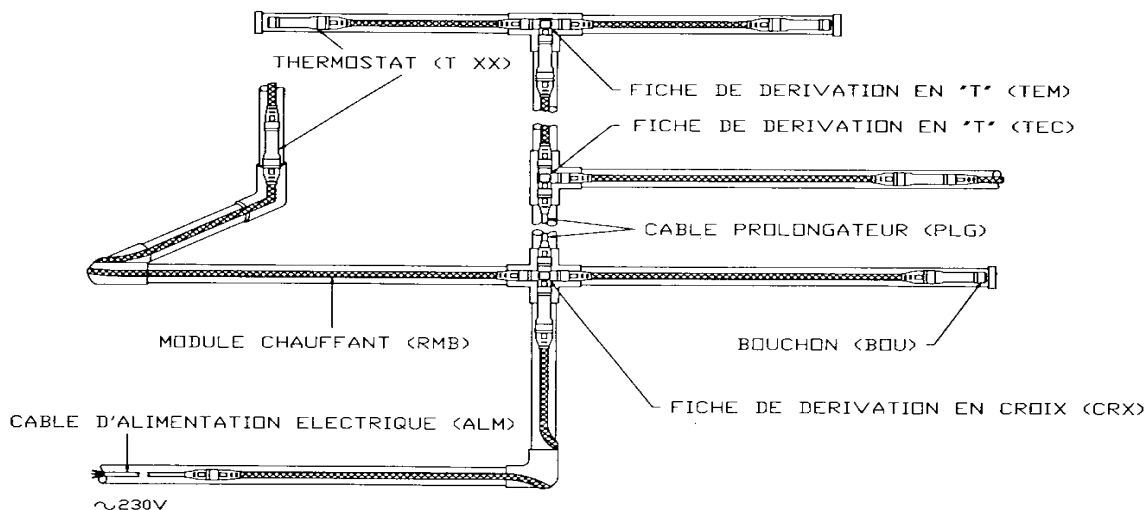 THERMOSTAT (T XX)
FICHE DE DERIVATION EN "T" (TEM)
FICHE DE DERIVATION EN "T" (TEC)
CABLE PROLONGATEUR (PLG)
MODULE CHAUFFANT (RMB)
BOUCHON (BOU)
FICHE DE DERIVATION EN CROIX (CRX)
CABLE D'ALIMENTATION ELECTRIQUE (ALM)
~230V